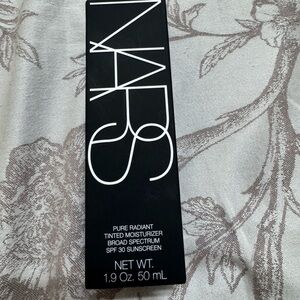 NARS
PURE RADIANT
TINTED MOISTURIZER
BROAD SPECTRUM
SPF 30 SUNSCREEN
NET WT.
1.9 Oz. 50 mL